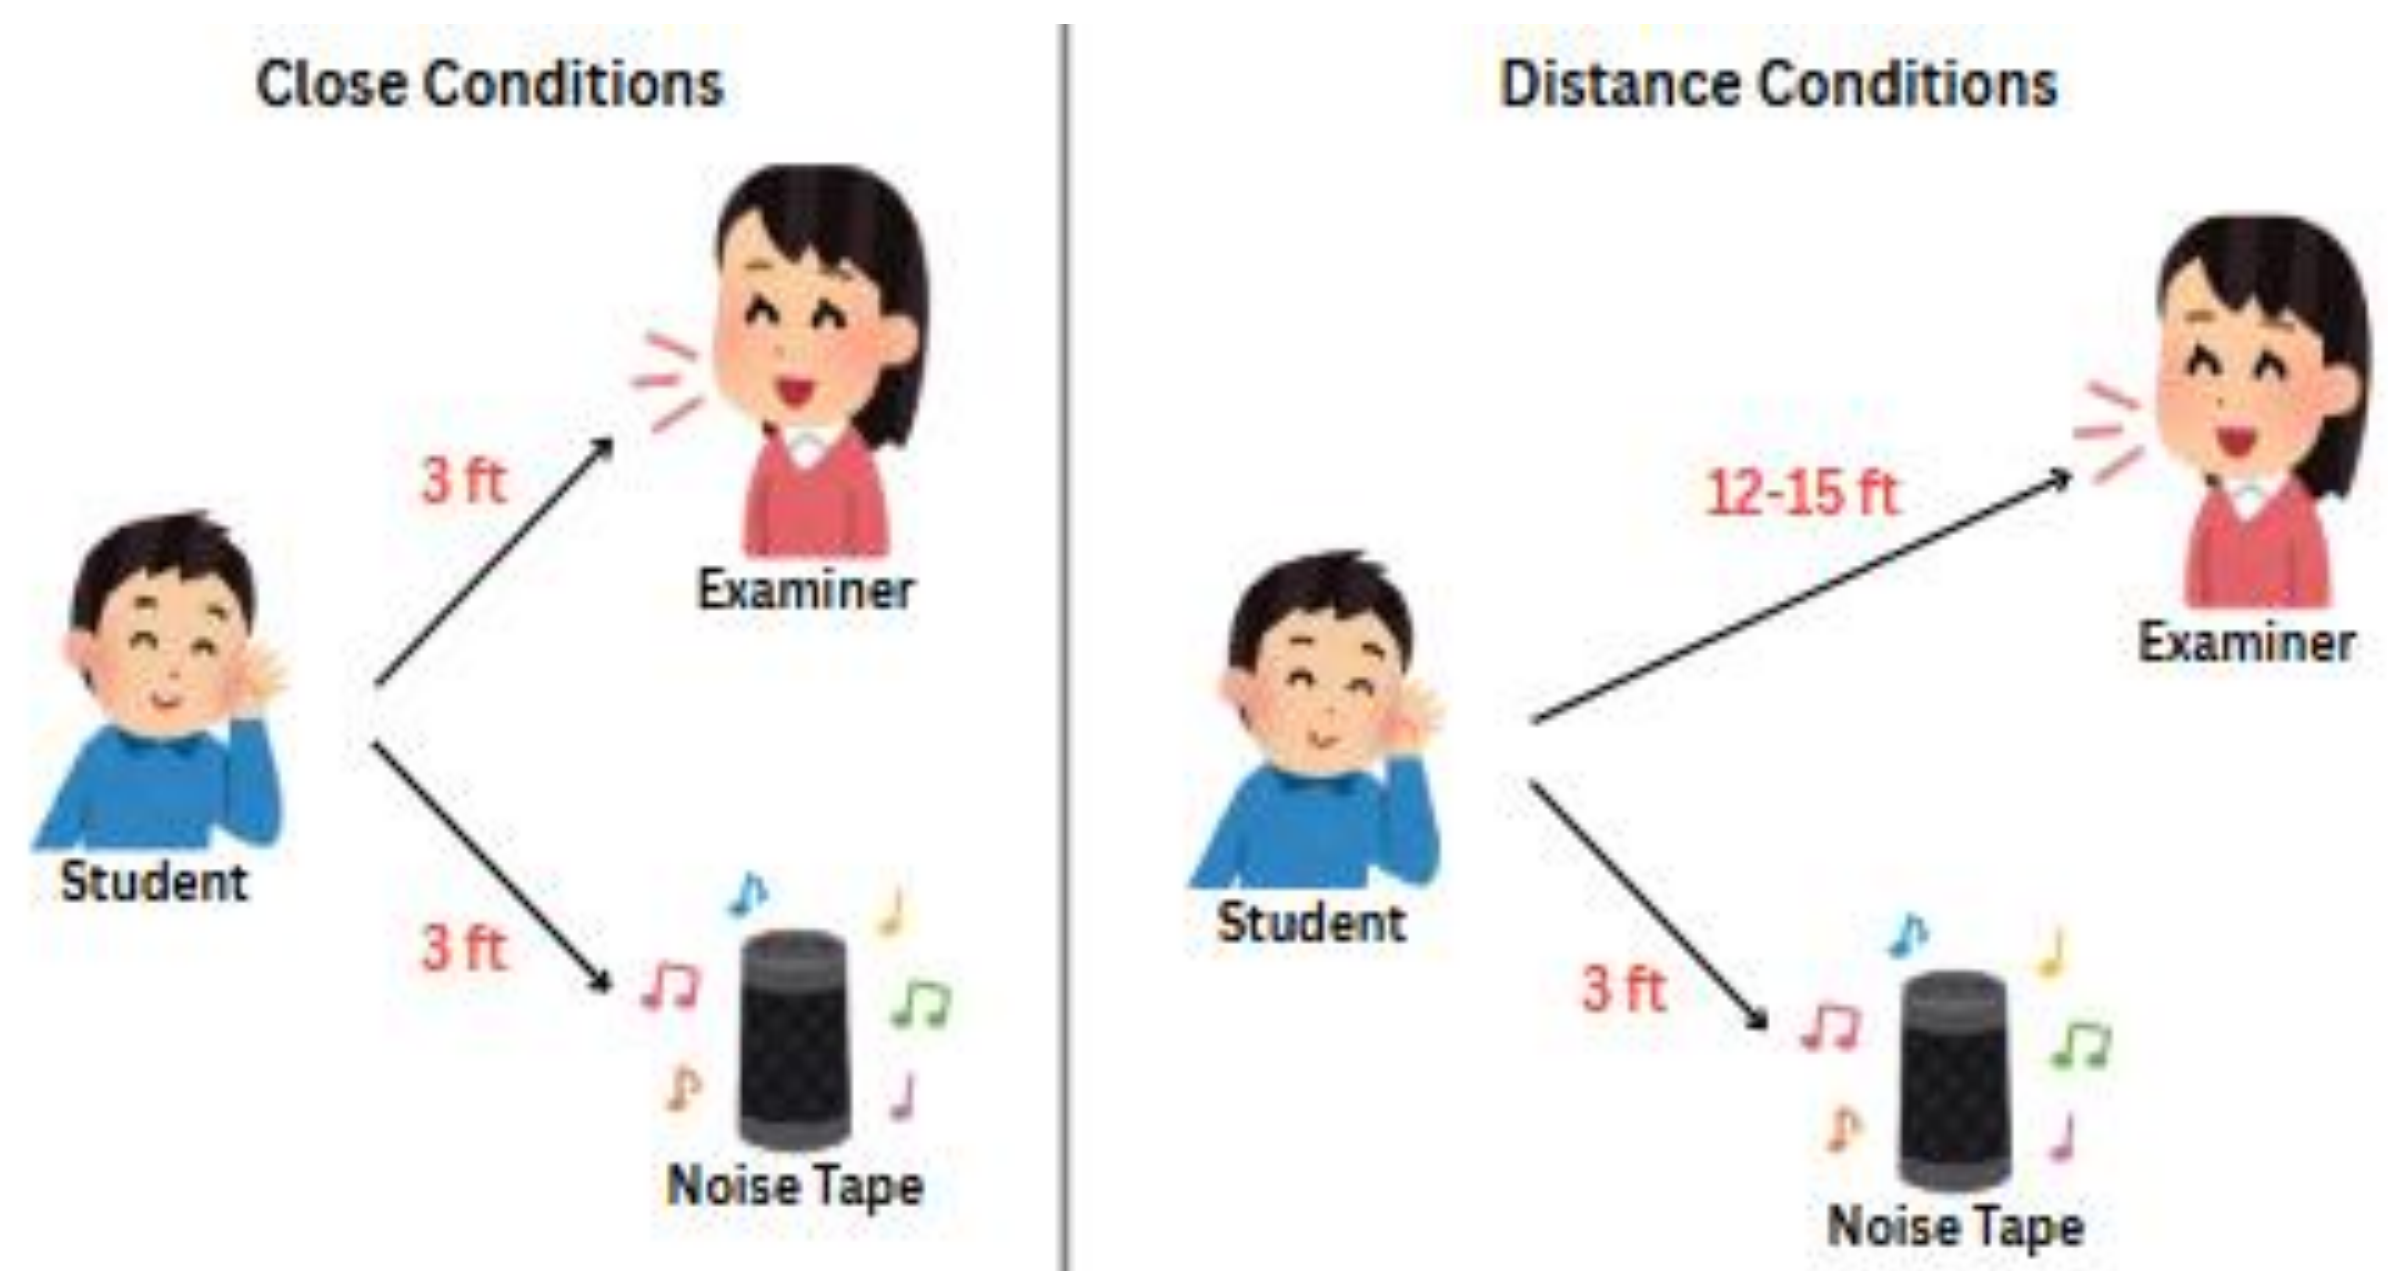 Close Conditions
3 ft
Examiner
Student
3 ft
Noise Tape
Distance Conditions
12-15 ft
Examiner
Student
3 ft
Noise Tape